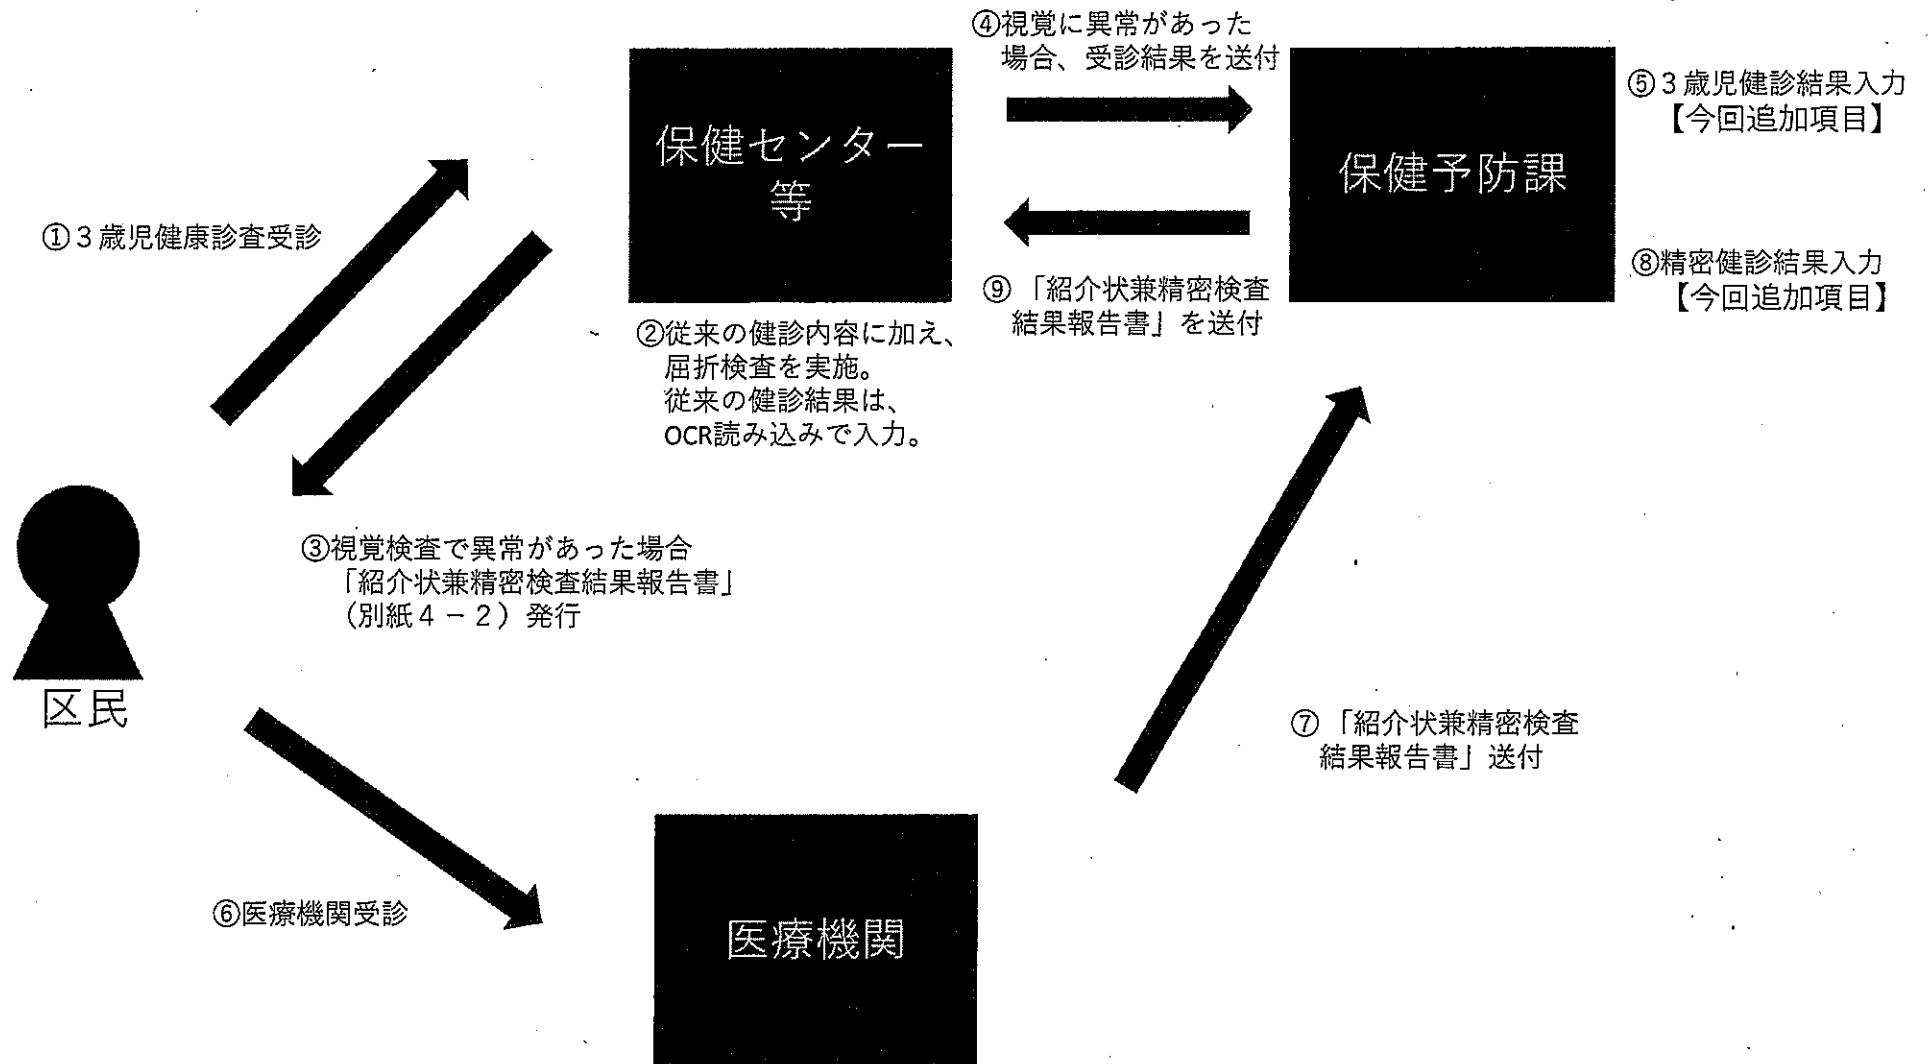 ①３歳児健康診査受診
保健センター
等
②従来の健診内容に加え、
屈折検査を実施。
従来の健診結果は、
OCR読み込みで入力。
③視覚検査で異常があった場合
「紹介状兼精密検査結果報告書」
（別紙４－２）発行
④視覚に異常があった
場合、受診結果を送付
保健予防課
⑤３歳児健診結果入力
【今回追加項目】
区民
⑥医療機関受診
医療機関
⑦「紹介状兼精密検査
結果報告書」送付
⑧精密健診結果入力
【今回追加項目】
⑨「紹介状兼精密検査
結果報告書」を送付